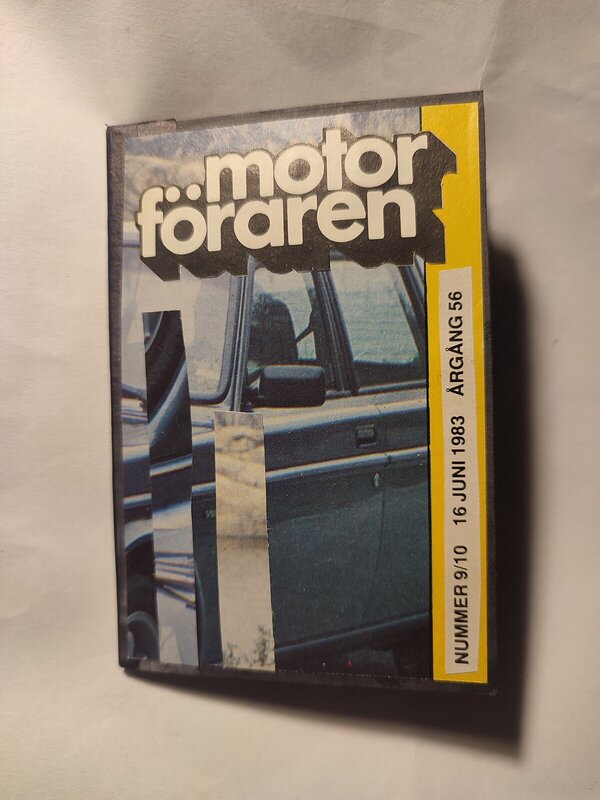 motor
föraren
NUMMER 9/10 16 JUNI 1983 ÅRGÅNG 56